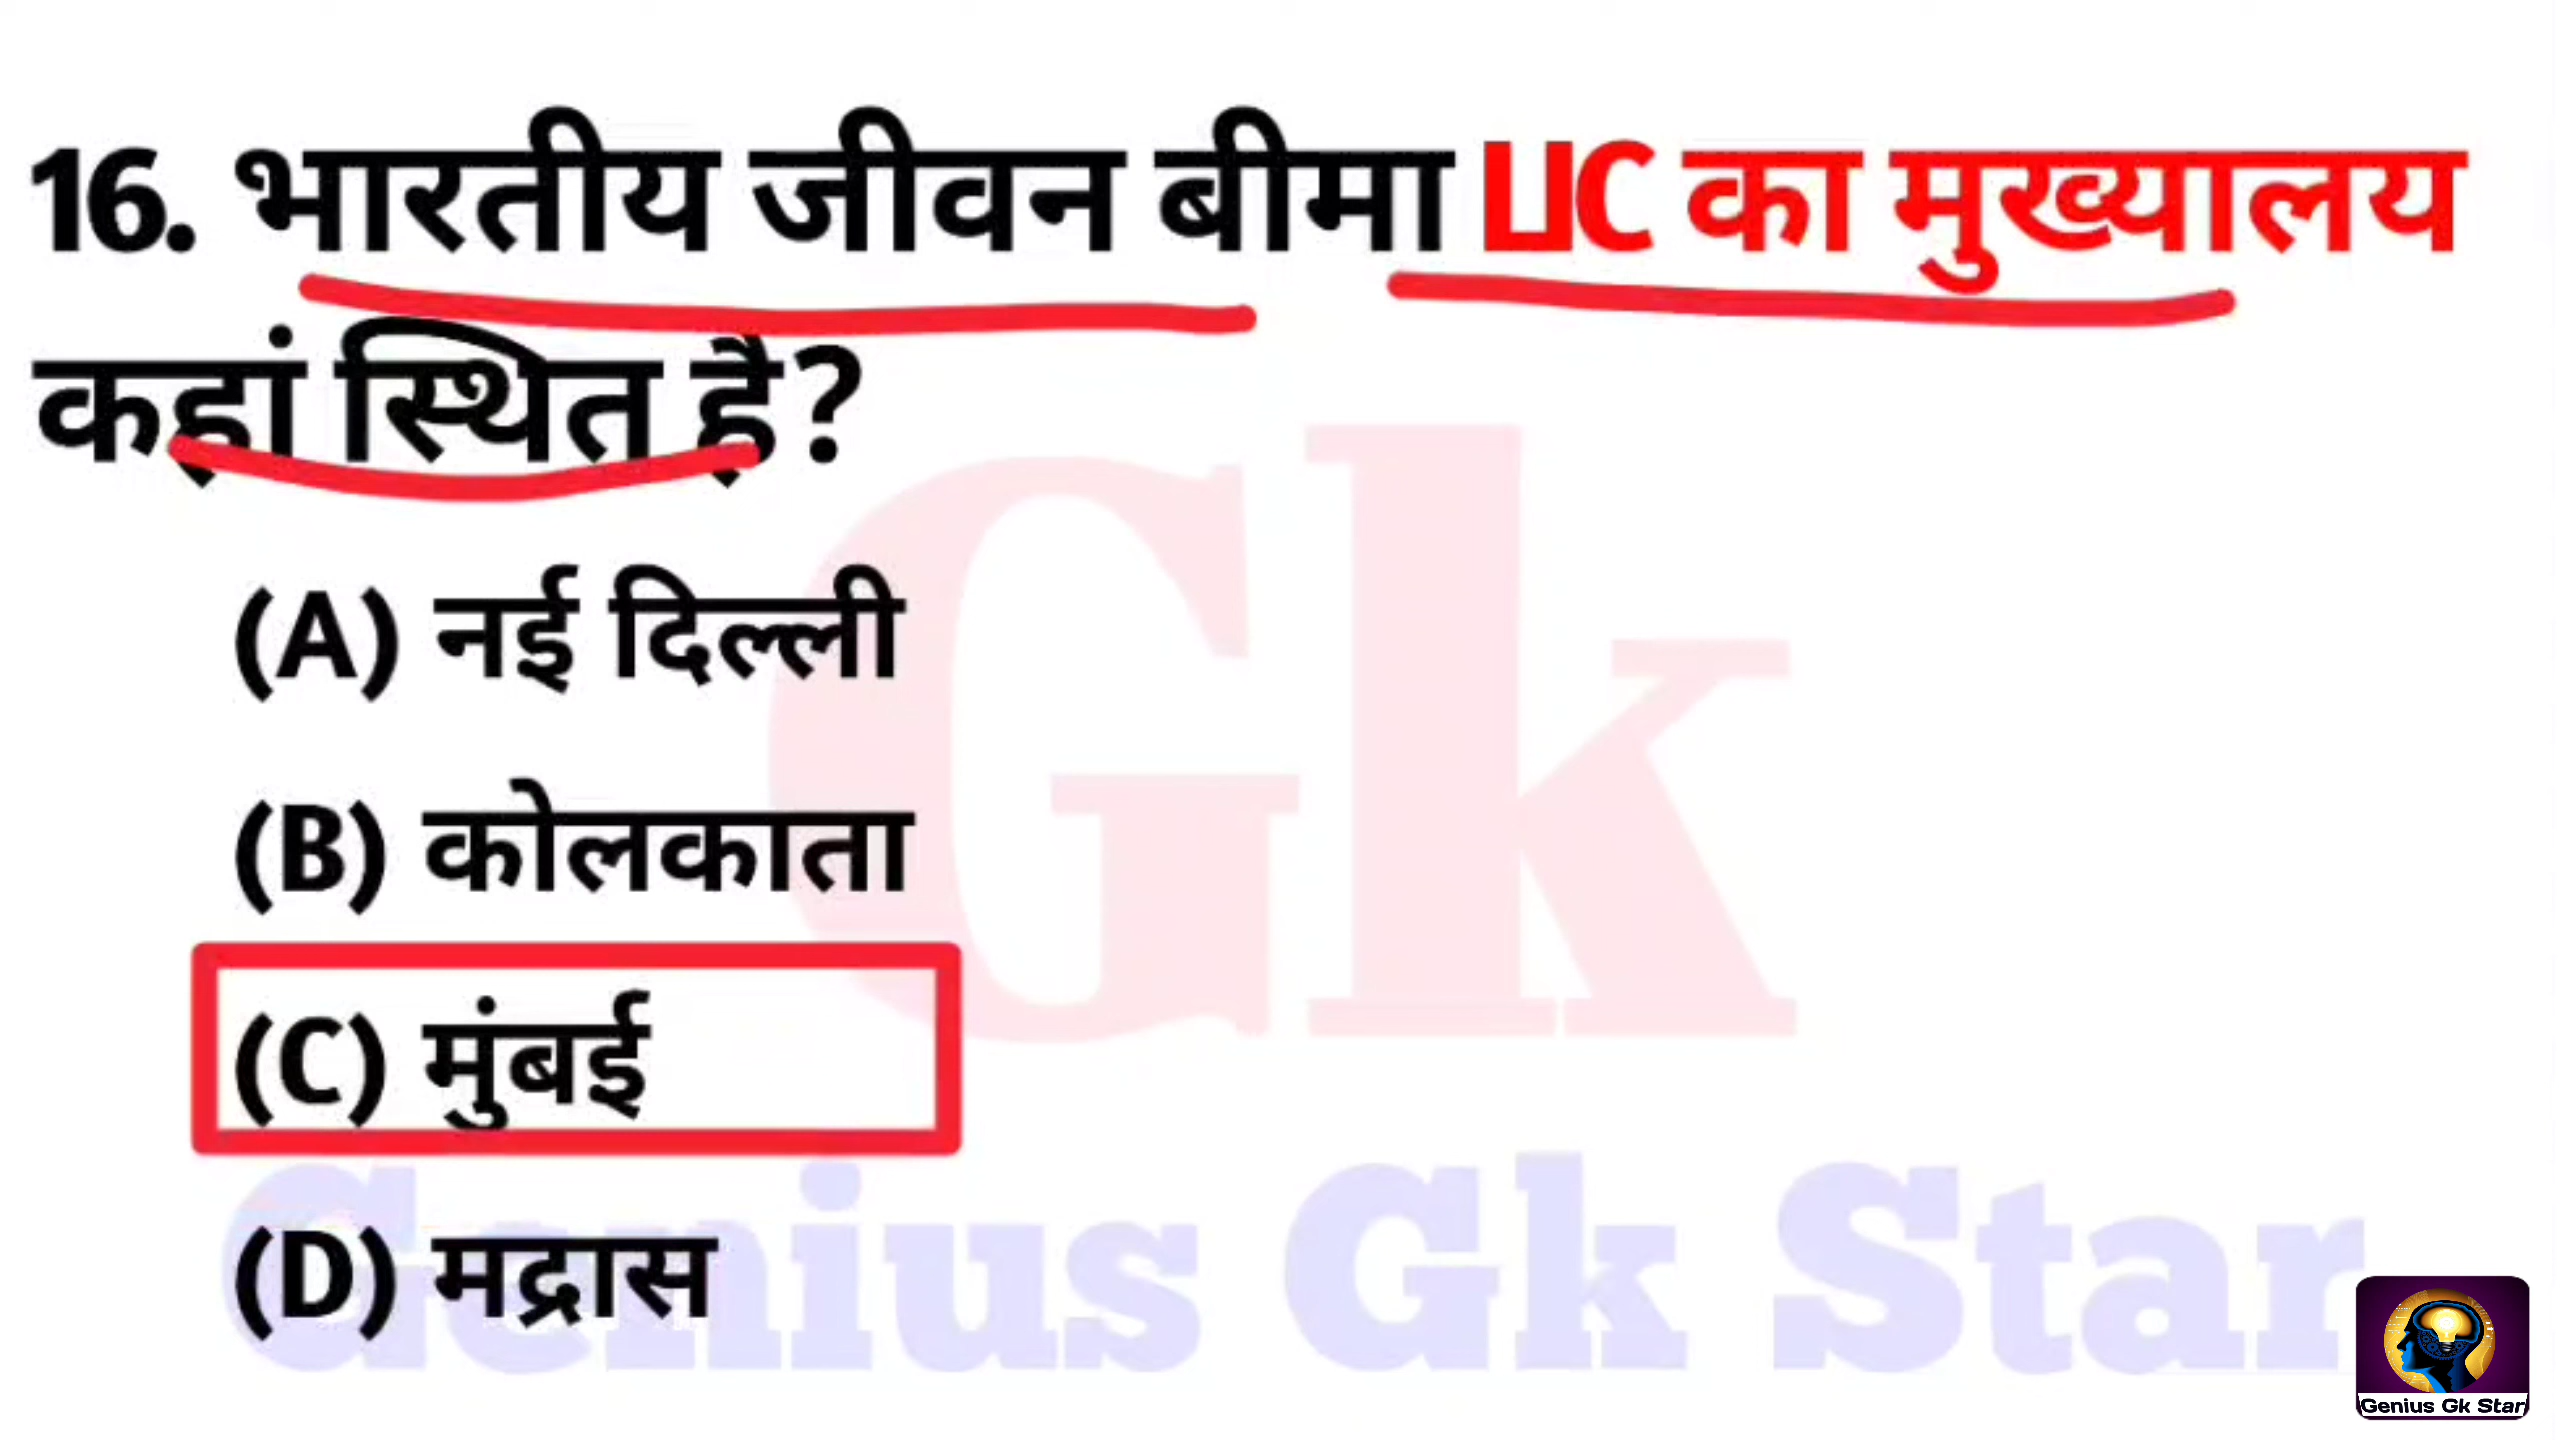 16. भारतीय जीवन बीमा LIC का मुख्यालय
कहां स्थित है?
(A) नई दिल्ली
(B) कोलकाता
(C) मुंबई
(D) मद्रास
Gk
Genius Gk Star
Genius Gk Star